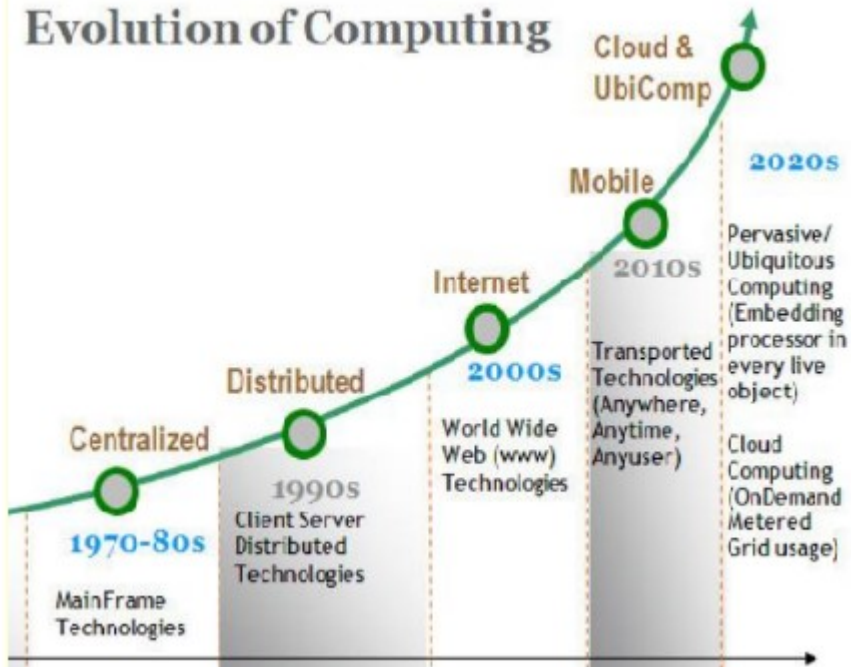 Evolution of Computing
Centralized
1970-80s
MainFrame
Technologies
Distributed
1990s
Client Server
Distributed
Technologies
Internet
2000s
World Wide
Web (www)
Technologies
Mobile
2010s
Transported
Technologies
(Anywhere,
Anytime,
Anyuser)
Cloud &
UbiComp
2020s
Pervasive/
Ubiquitous
Computing
(Embedding
processor in
every live
object)
Cloud
Computing
(OnDemand
Metered
Grid usage)